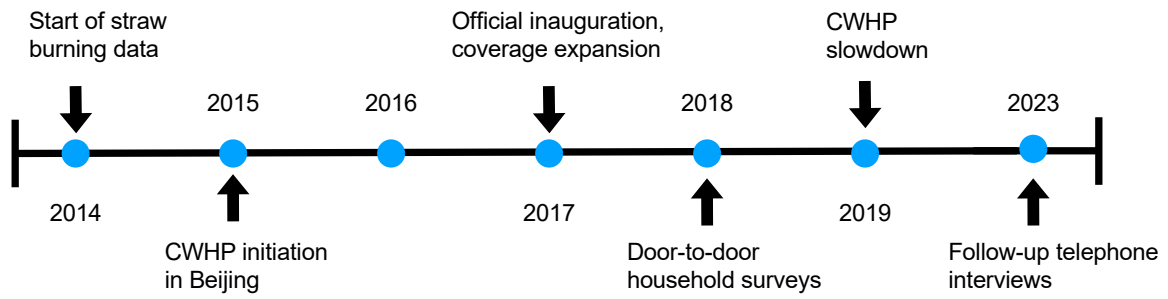 Start of straw
burning data
Official inauguration,
coverage expansion
CWHP
slowdown
2015
2016
2018
2023
2014
2017
2019
CWHP initiation
in Beijing
Door-to-door
household surveys
Follow-up telephone
interviews